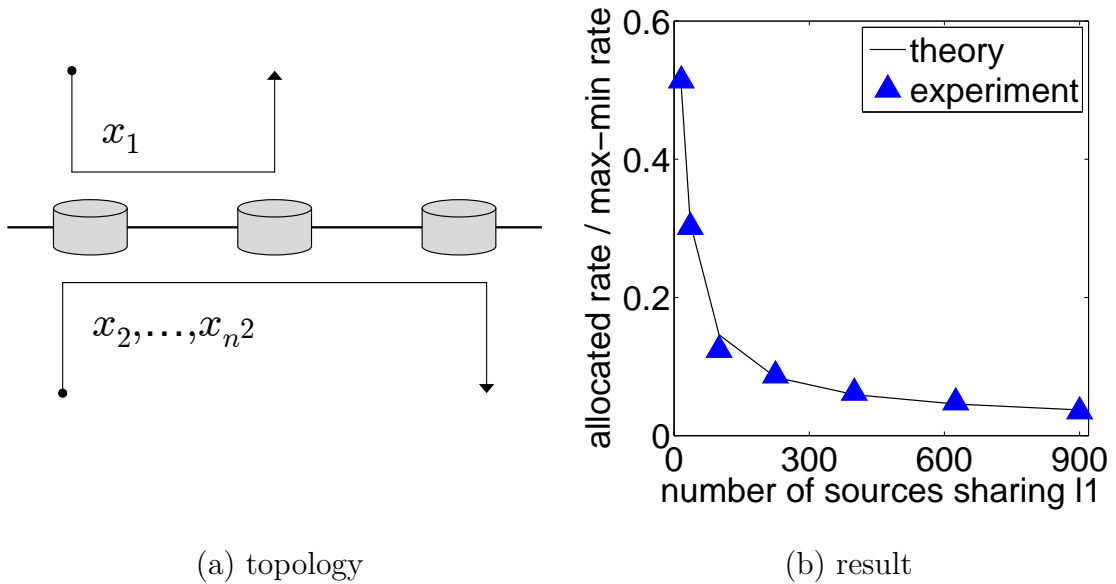 x₁
x₂,...,xₙ²
(a) topology
allocated rate / max−min rate
0.6
0.4
0.2
0
theory
experiment
0 300 600 900
number of sources sharing l1
(b) result